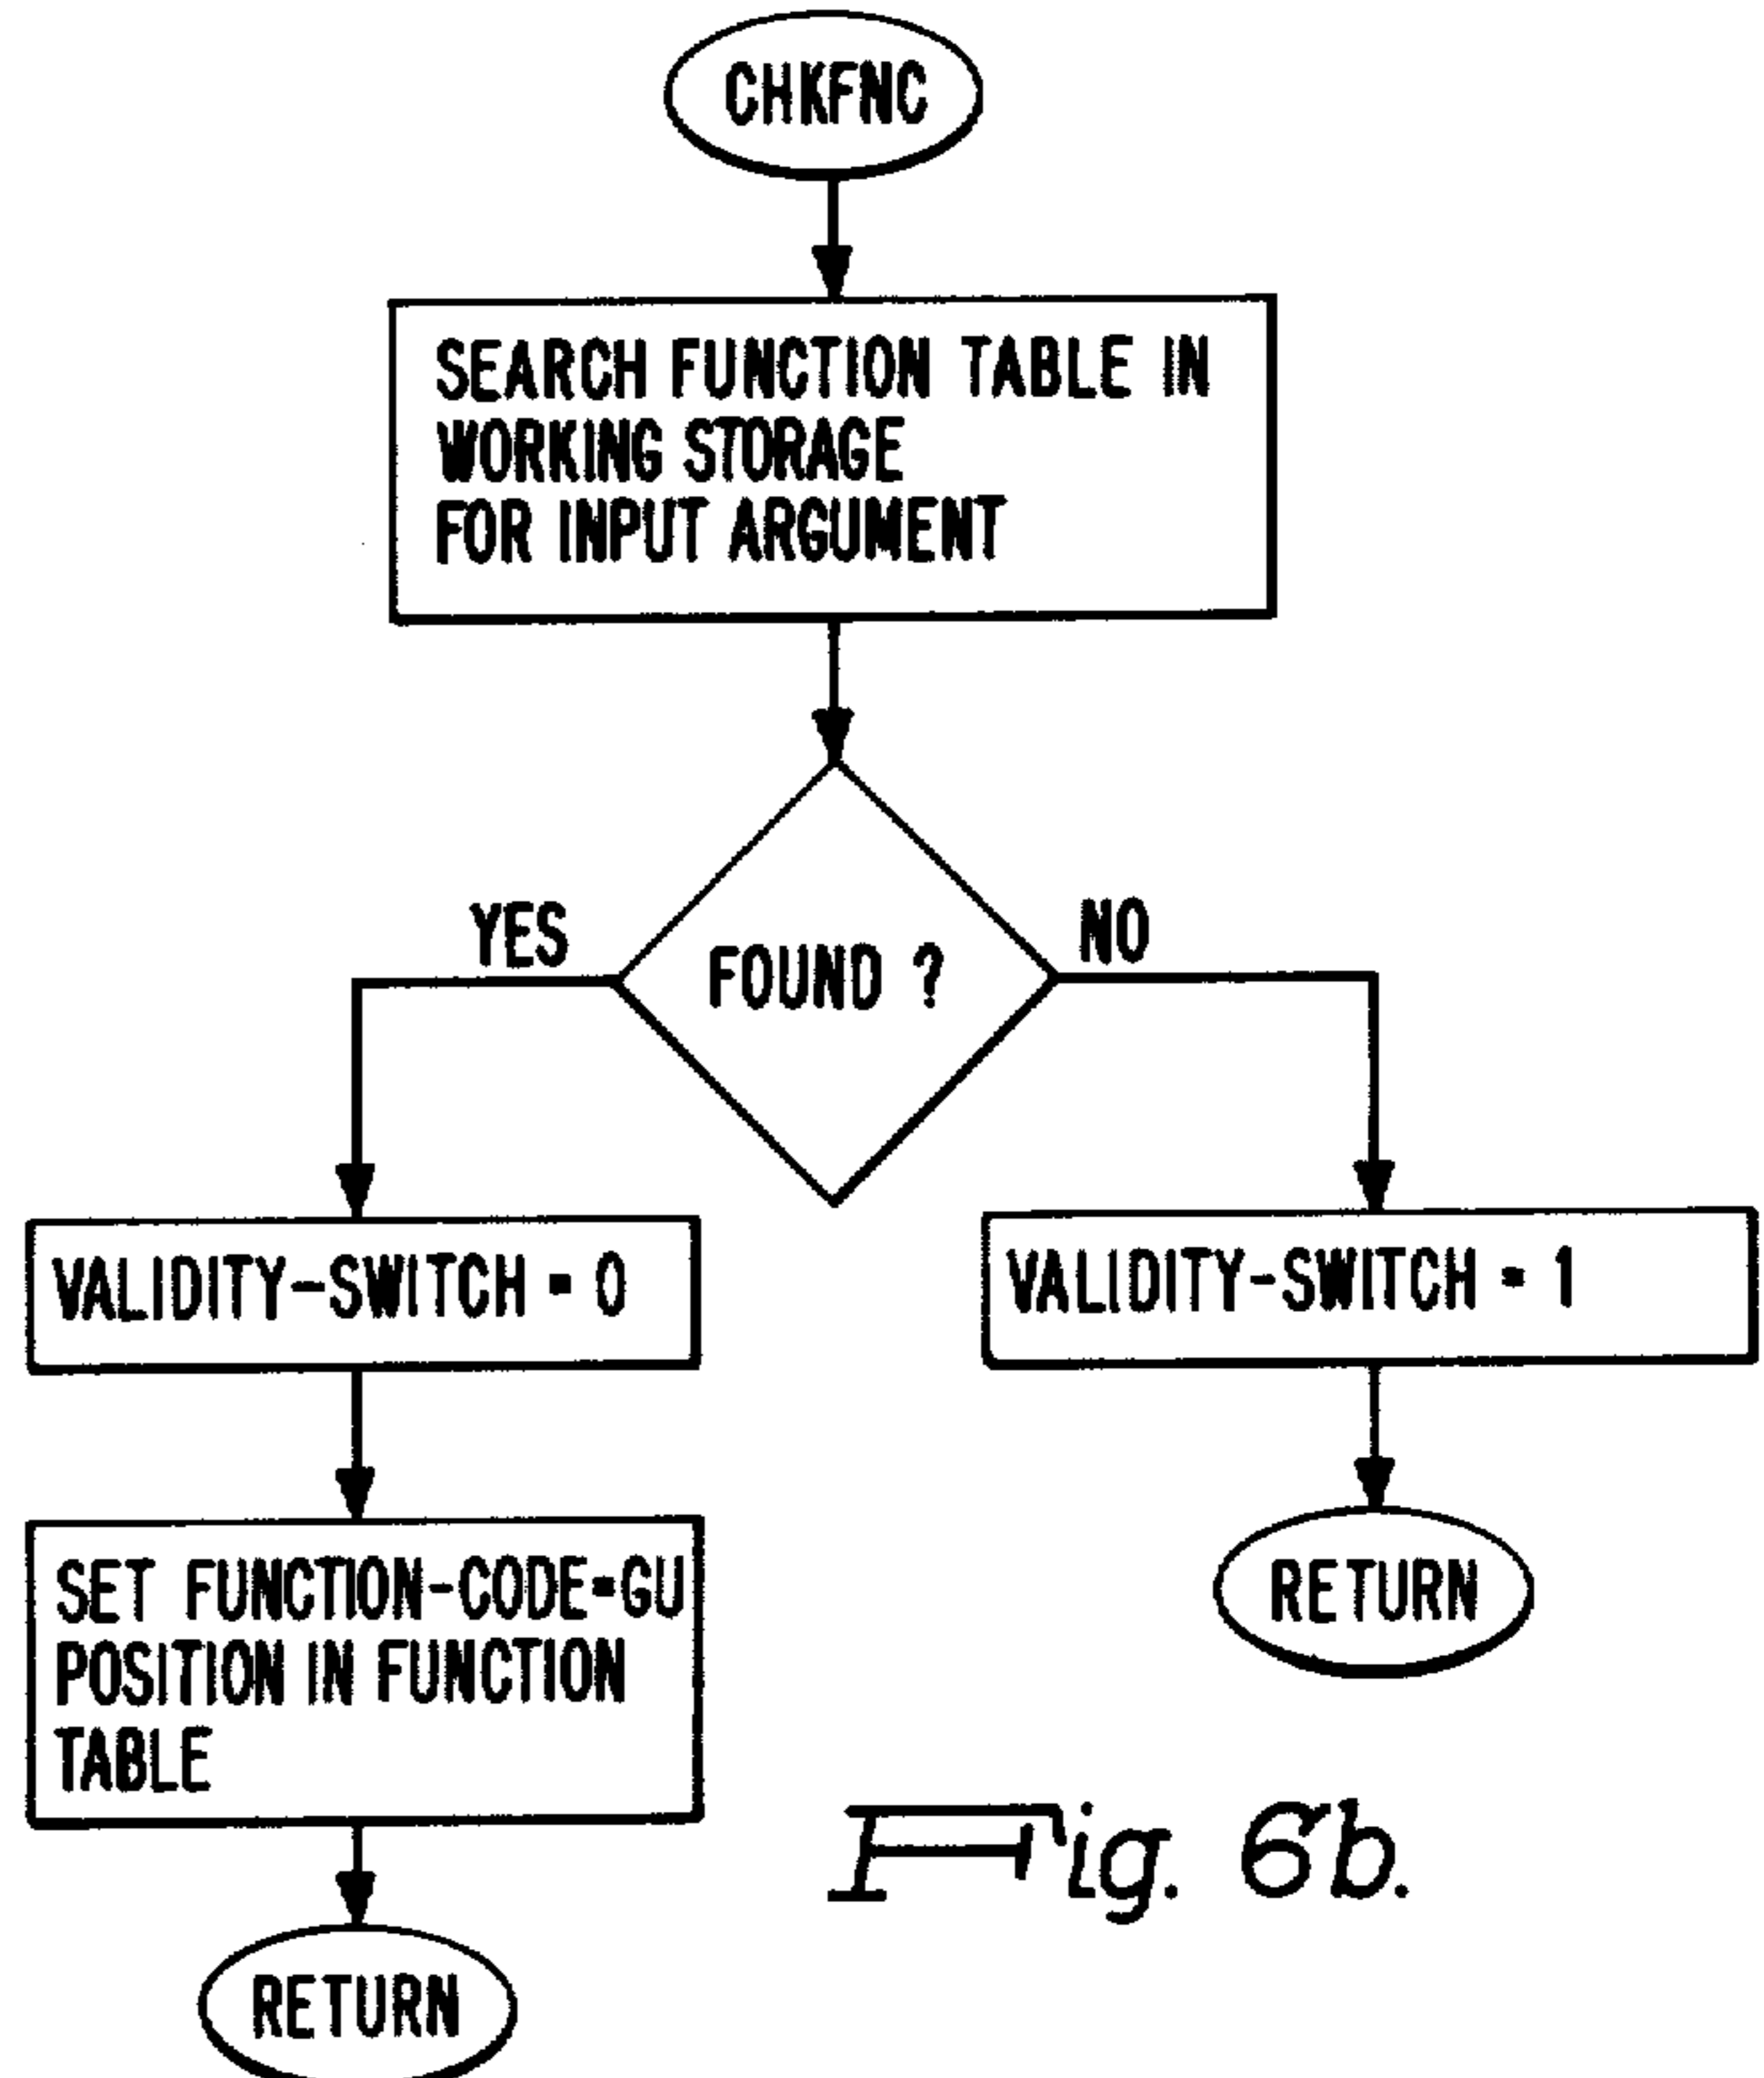 CHKFNC
SEARCH FUNCTION TABLE IN
WORKING STORAGE
FOR INPUT ARGUMENT
FOUND ?
YES
NO
VALIDITY-SWITCH = 0
SET FUNCTION-CODE=GU
POSITION IN FUNCTION
TABLE
RETURN
VALIDITY-SWITCH = 1
RETURN
Fig. 6b.